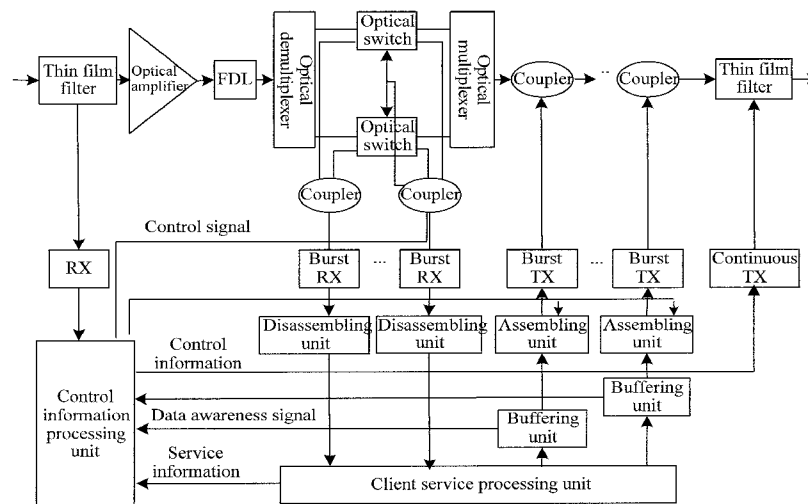 Thin film
filter
Optical
amplifier
FDL
Optical
demultiplexer
Optical
switch
Optical
switch
Optical
multiplexer
Coupler
...
Coupler
Thin film
filter
Coupler
Coupler
Control signal
RX
Burst
RX
...
Burst
RX
Burst
TX
...
Burst
TX
Continuous
TX
Disassembling
unit
Disassembling
unit
Assembling
unit
Assembling
unit
Control
information
Control
information
processing
unit
Buffering
unit
Data awareness signal
Buffering
unit
Service
information
Client service processing unit